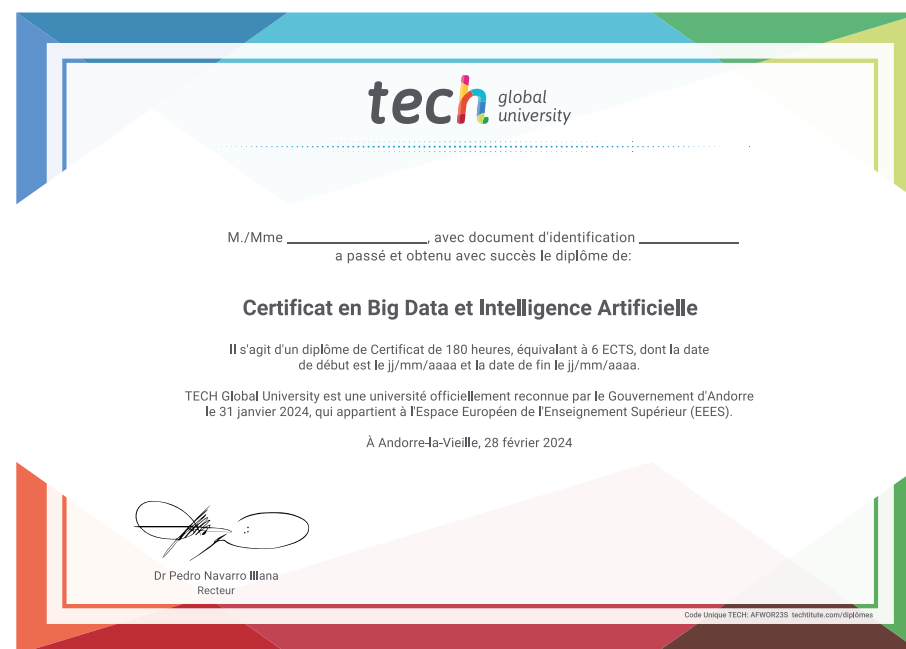 tech global university
M./Mme ____________________, avec document d'identification ______________
a passé et obtenu avec succès le diplôme de:
Certificat en Big Data et Intelligence Artificielle
Il s'agit d'un diplôme de Certificat de 180 heures, équivalant à 6 ECTS, dont la date
de début est le jj/mm/aaaa et la date de fin le jj/mm/aaaa.
TECH Global University est une université officiellement reconnue par le Gouvernement d'Andorre
le 31 janvier 2024, qui appartient à l'Espace Européen de l'Enseignement Supérieur (EEES).
À Andorre-la-Vieille, 28 février 2024
Dr Pedro Navarro Illana
Recteur
Code Unique TECH: AFWOR23S techtitute.com/diplômes